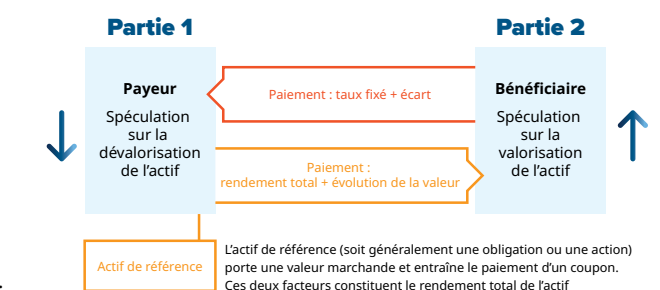 Partie 1
Partie 2
Payeur
Spéculation
sur la
dévalorisation
de l’actif
Paiement : taux fixé + écart
Paiement :
rendement total + évolution de la valeur
Bénéficiaire
Spéculation
sur la
valorisation
de l’actif
Actif de référence
L’actif de référence (soit généralement une obligation ou une action)
porte une valeur marchande et entraîne le paiement d’un coupon.
Ces deux facteurs constituent le rendement total de l’actif
.